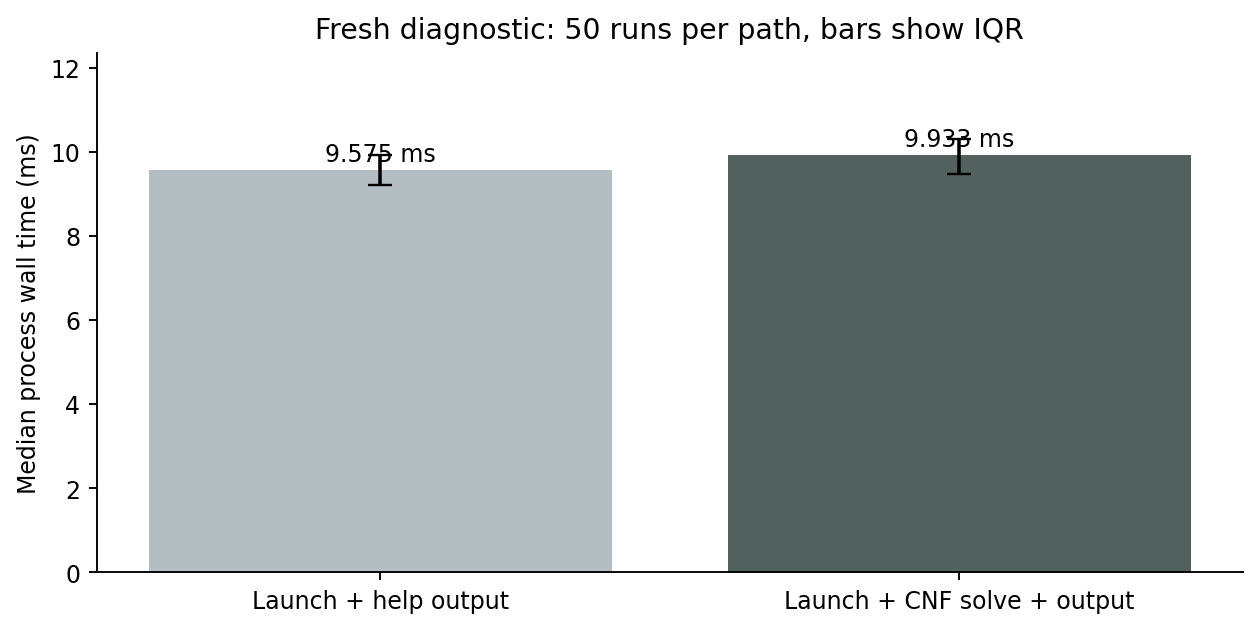 Fresh diagnostic: 50 runs per path, bars show IQR
Median process wall time (ms)
12
10
8
6
4
2
0
9.575 ms
9.933 ms
Launch + help output
Launch + CNF solve + output